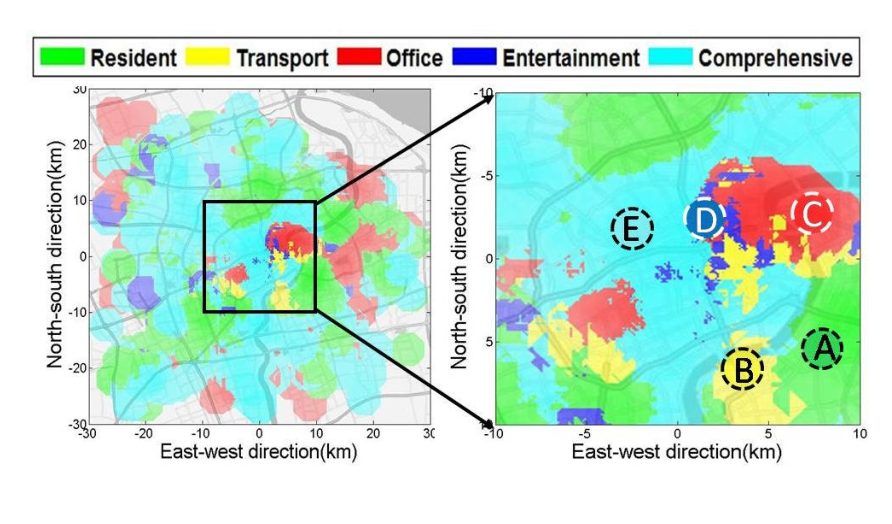 Resident Transport Office Entertainment Comprehensive
North-south direction(km)
30
20
10
0
-10
-20
-30
-30 -20 -10 0 10 20 30
East-west direction(km)
North-south direction(km)
-10
-5
0
5
-10 -5 0 5 10
East-west direction(km)
E D C
B A